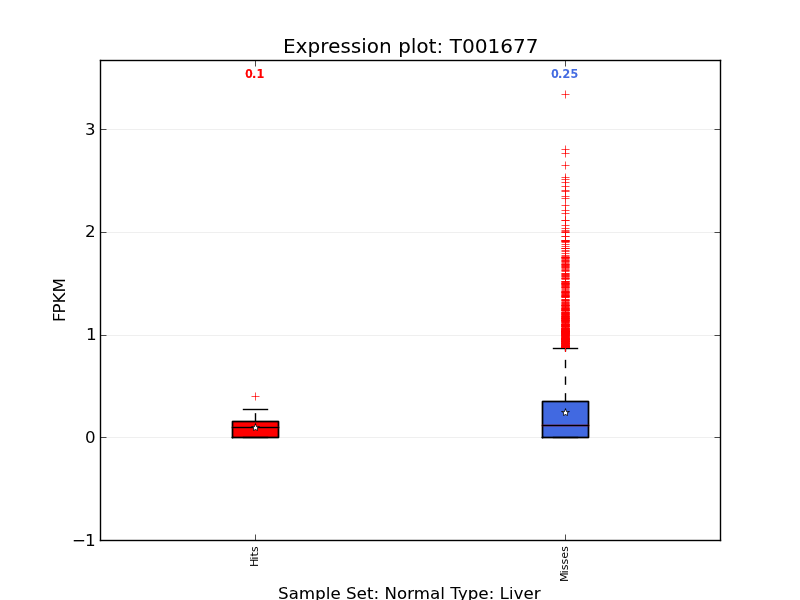 Expression plot: T001677
0.1 0.25
3
2
1
0
−1
FPKM
Hits Misses
Sample Set: Normal Type: Liver